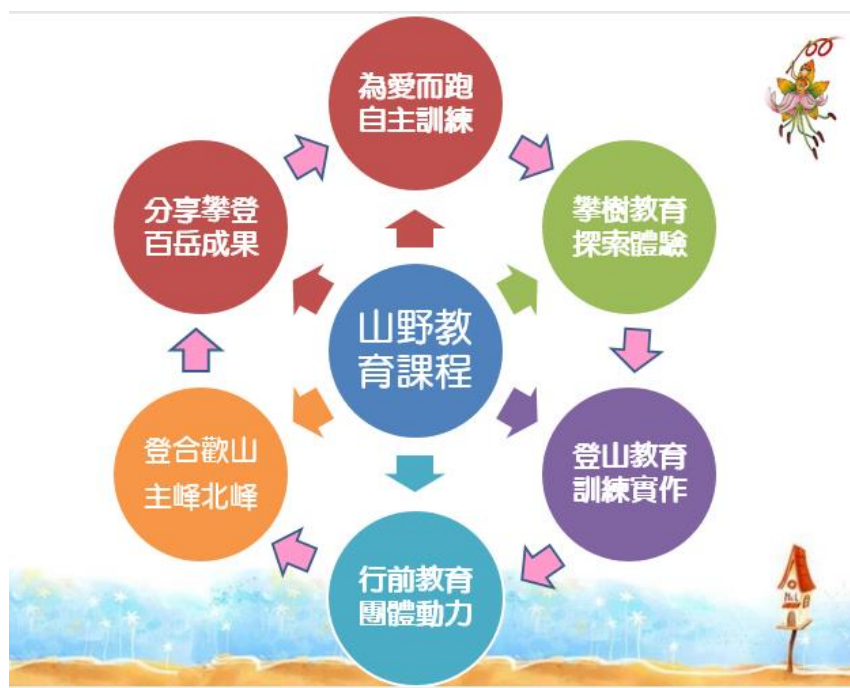 為愛而跑
自主訓練
攀樹教育
探索體驗
登山教育
訓練實作
行前教育
團體動力
登合歡山
主峰北峰
分享攀登
百岳成果
山野教
育課程